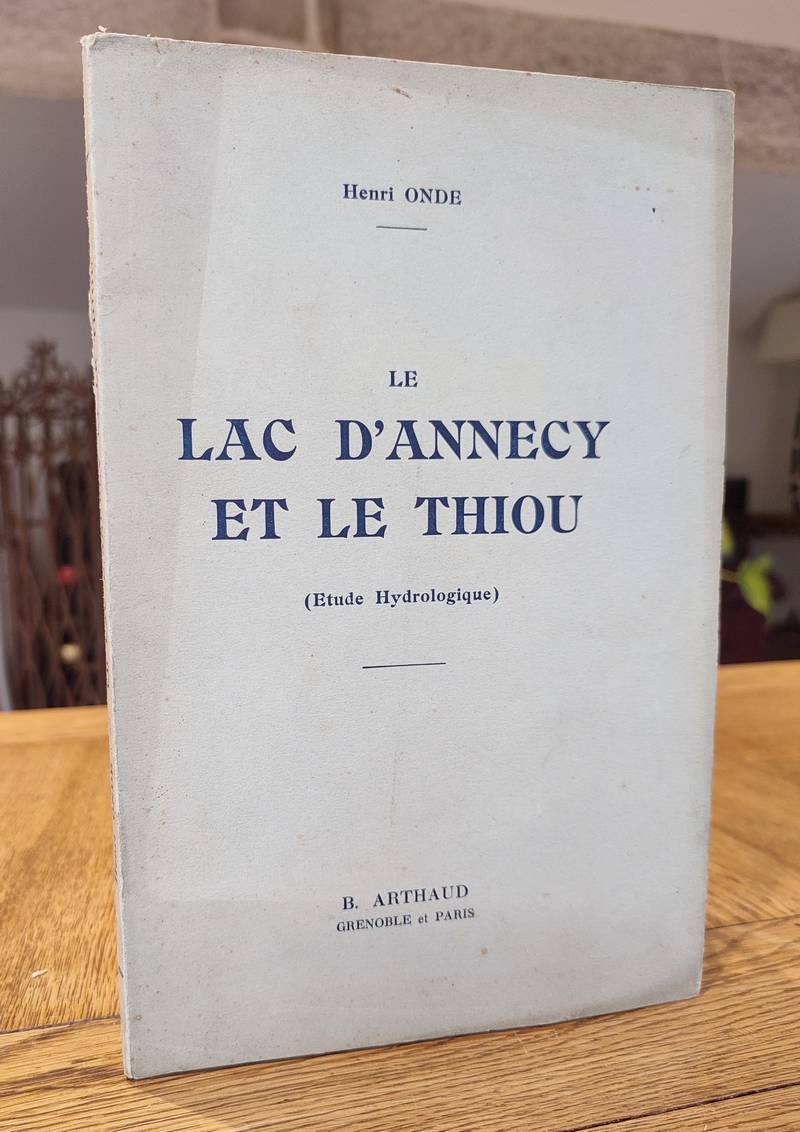 Henri ONDE
LE
LAC D'ANNECY
ET LE THIOU
(Etude Hydrologique)
B. ARTHAUD
GRENOBLE et PARIS